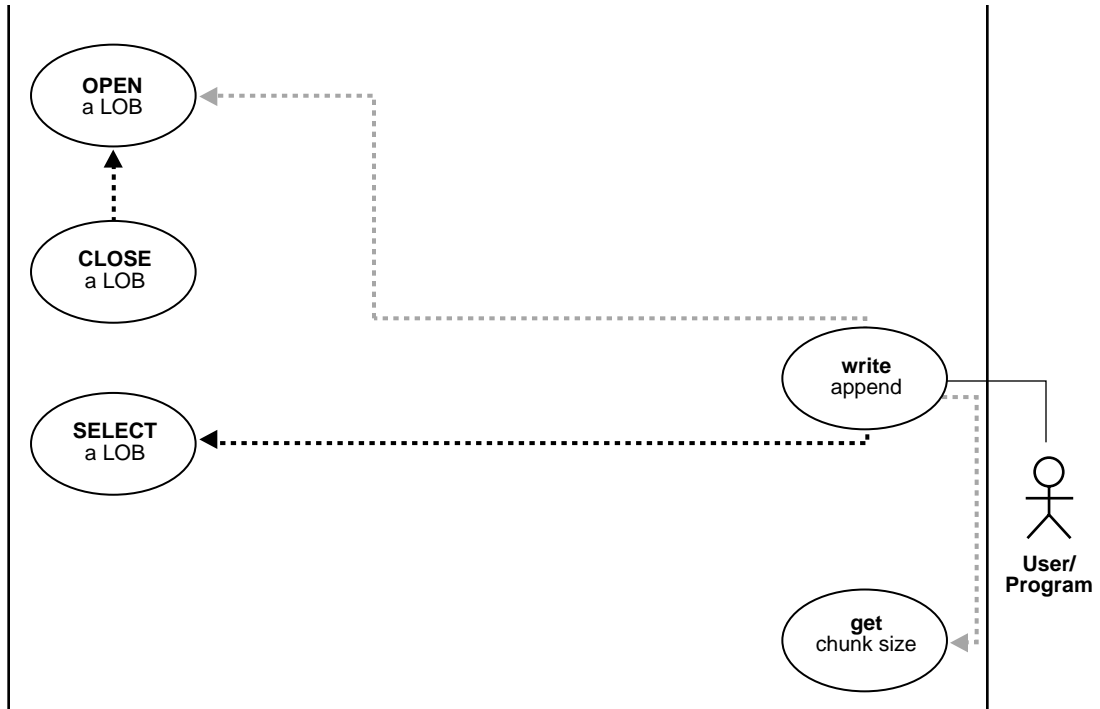 OPEN
a LOB
CLOSE
a LOB
write
append
SELECT
a LOB
User/
Program
get
chunk size